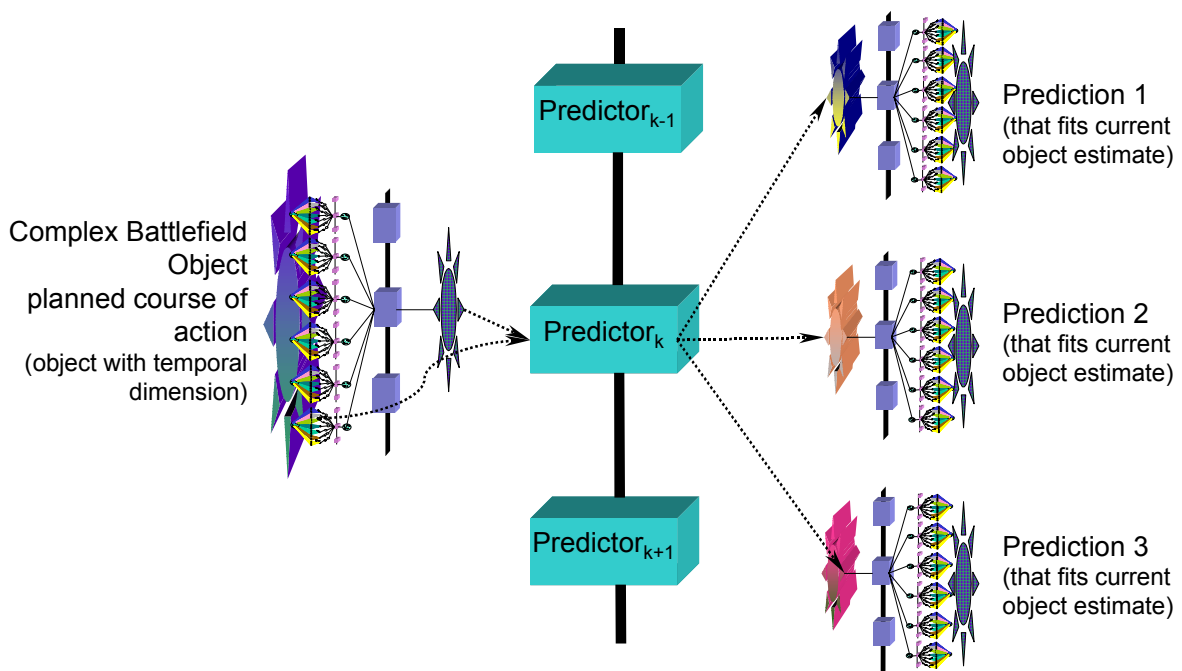 Complex Battlefield
Object
planned course of
action
(object with temporal
dimension)
Predictork-1
Predictork
Predictork+1
Prediction 1
(that fits current
object estimate)
Prediction 2
(that fits current
object estimate)
Prediction 3
(that fits current
object estimate)